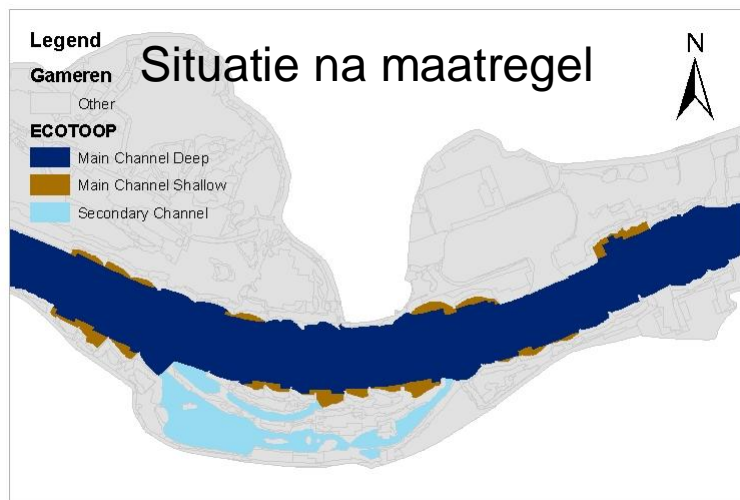 Legend
Situatie na maatregel
N
Gameren
Other
ECOTOOP
Main Channel Deep
Main Channel Shallow
Secondary Channel